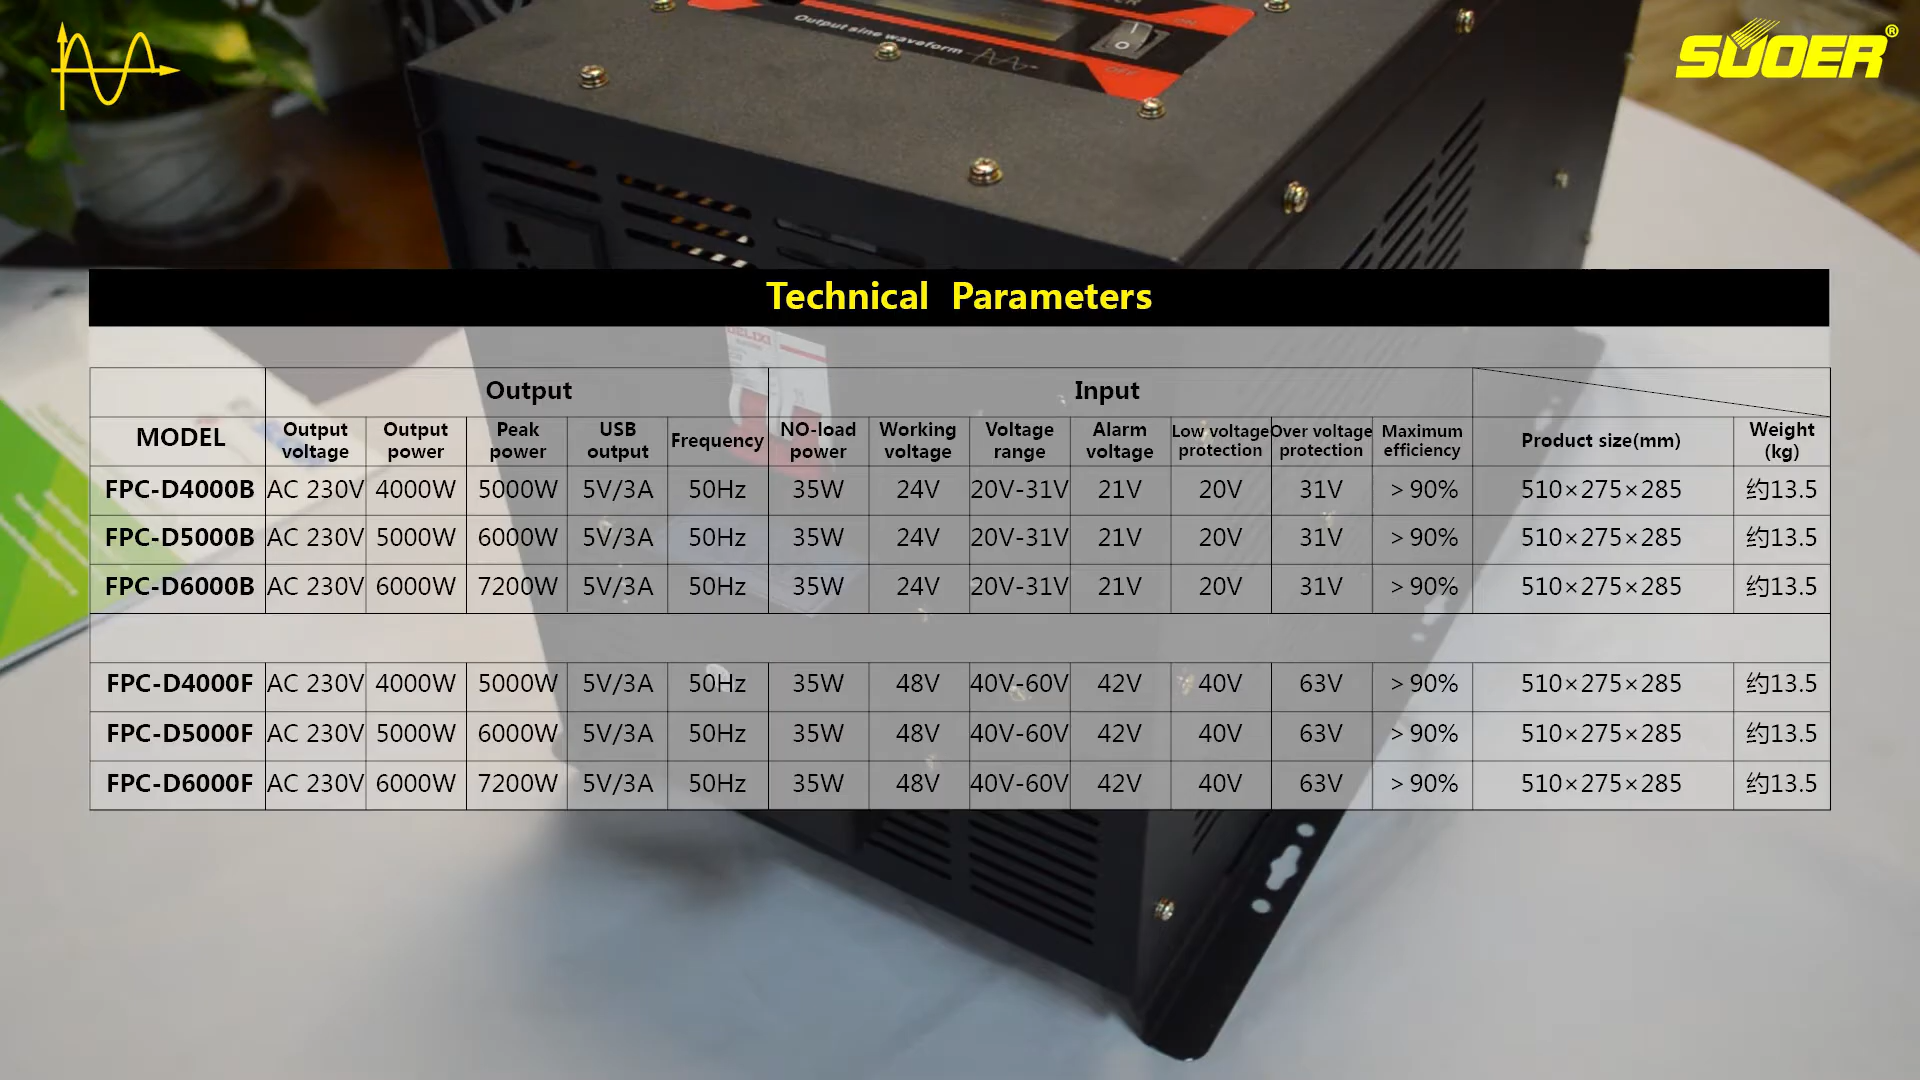 Output sine waveform
ON
OFF
SUOER®
Technical Parameters
DELIXI
Output Input
MODEL Output voltage Output power Peak power USB output Frequency NO-load power Working voltage Voltage range Alarm voltage Low voltage protection Over voltage protection Maximum efficiency Product size(mm) Weight (kg)
FPC-D4000B AC 230V 4000W 5000W 5V/3A 50Hz 35W 24V 20V-31V 21V 20V 31V >90% 510×275×285 约13.5
FPC-D5000B AC 230V 5000W 6000W 5V/3A 50Hz 35W 24V 20V-31V 21V 20V 31V >90% 510×275×285 约13.5
FPC-D6000B AC 230V 6000W 7200W 5V/3A 50Hz 35W 24V 20V-31V 21V 20V 31V >90% 510×275×285 约13.5
FPC-D4000F AC 230V 4000W 5000W 5V/3A 50Hz 35W 48V 40V-60V 42V 40V 63V >90% 510×275×285 约13.5
FPC-D5000F AC 230V 5000W 6000W 5V/3A 50Hz 35W 48V 40V-60V 42V 40V 63V >90% 510×275×285 约13.5
FPC-D6000F AC 230V 6000W 7200W 5V/3A 50Hz 35W 48V 40V-60V 42V 40V 63V >90% 510×275×285 约13.5